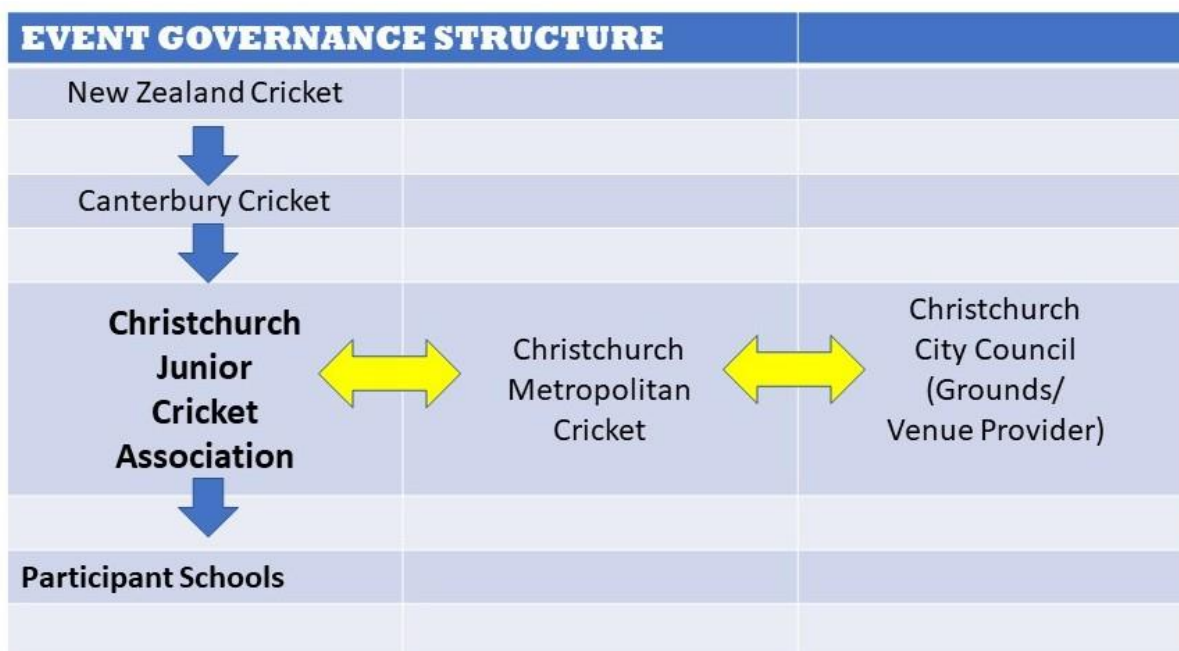 EVENT GOVERNANCE STRUCTURE
New Zealand Cricket
Canterbury Cricket
Christchurch
Junior
Cricket
Association
Christchurch
Metropolitan
Cricket
Christchurch
City Council
(Grounds/
Venue Provider)
Participant Schools